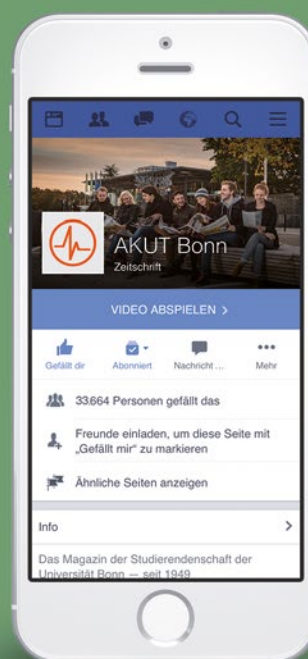 AKUT Bonn
Zeitschrift
VIDEO ABSPIELEN >
Gefällt dir
Abonniert
Nachricht ...
Mehr
33.664 Personen gefällt das
Freunde einladen, um diese Seite mit
„Gefällt mir“ zu markieren
Ähnliche Seiten anzeigen
Info
Das Magazin der Studierendenschaft der
Universität Bonn — seit 1949